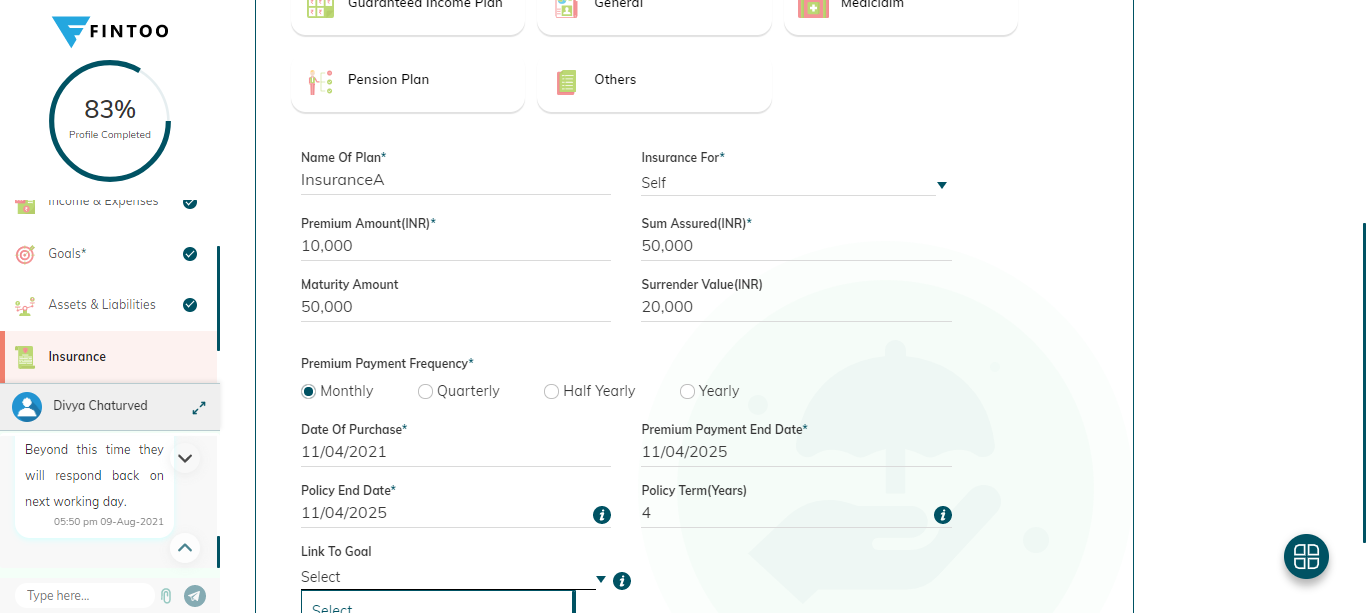 FINTOO
83%
Profile Completed
Income & Expenses
Goals*
Assets & Liabilities
Insurance
Divya Chaturved
Beyond this time they
will respond back on
next working day.
05:50 pm 09-Aug-2021
Type here...
Guaranteed Income Plan
General
Mediclaim
Pension Plan
Others
Name Of Plan*
InsuranceA
Insurance For*
Self
Premium Amount(INR)*
10,000
Sum Assured(INR)*
50,000
Maturity Amount
50,000
Surrender Value(INR)
20,000
Premium Payment Frequency*
Monthly
Quarterly
Half Yearly
Yearly
Date Of Purchase*
11/04/2021
Premium Payment End Date*
11/04/2025
Policy End Date*
11/04/2025
Policy Term(Years)
4
Link To Goal
Select
Select